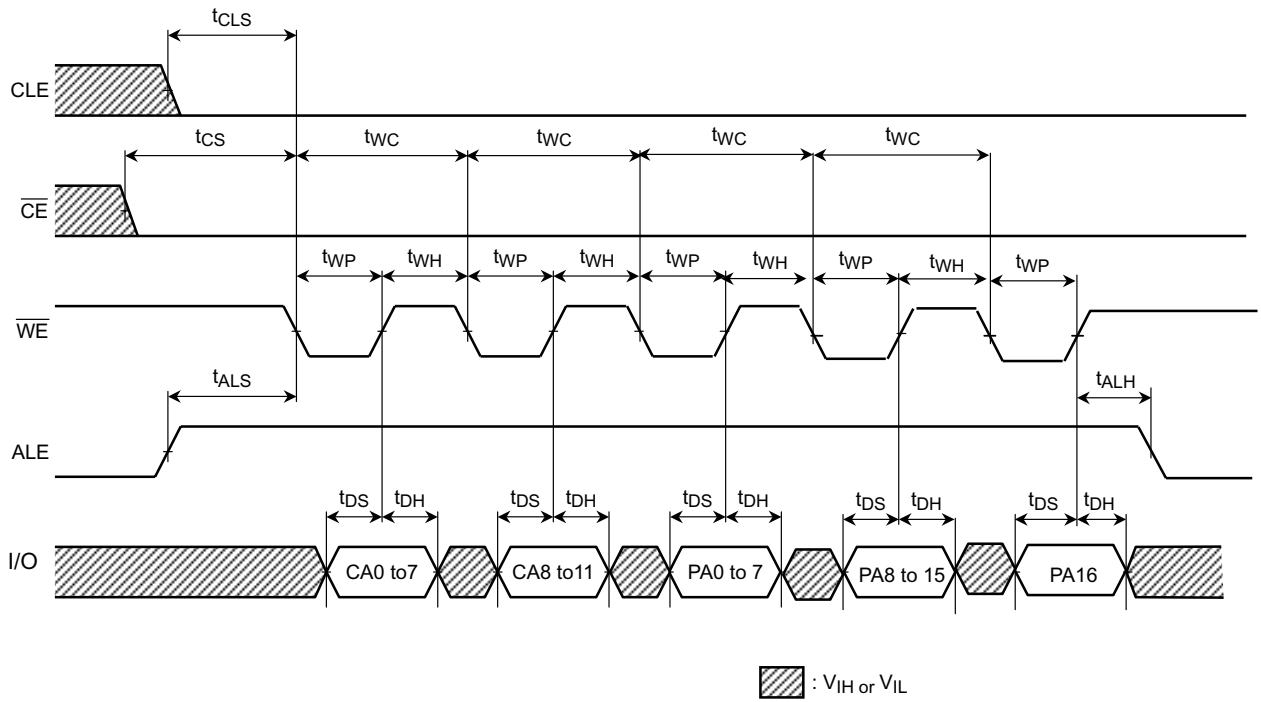 tCLS
CLE
tCS tWC tWC tWC tWC
CE
tWP tWH tWP tWH tWP tWH tWP tWH tWP
WE
tALS tALH
ALE
tDS tDH tDS tDH tDS tDH tDS tDH tDS tDH
I/O CA0 to7 CA8 to11 PA0 to 7 PA8 to 15 PA16
: VIH or VIL